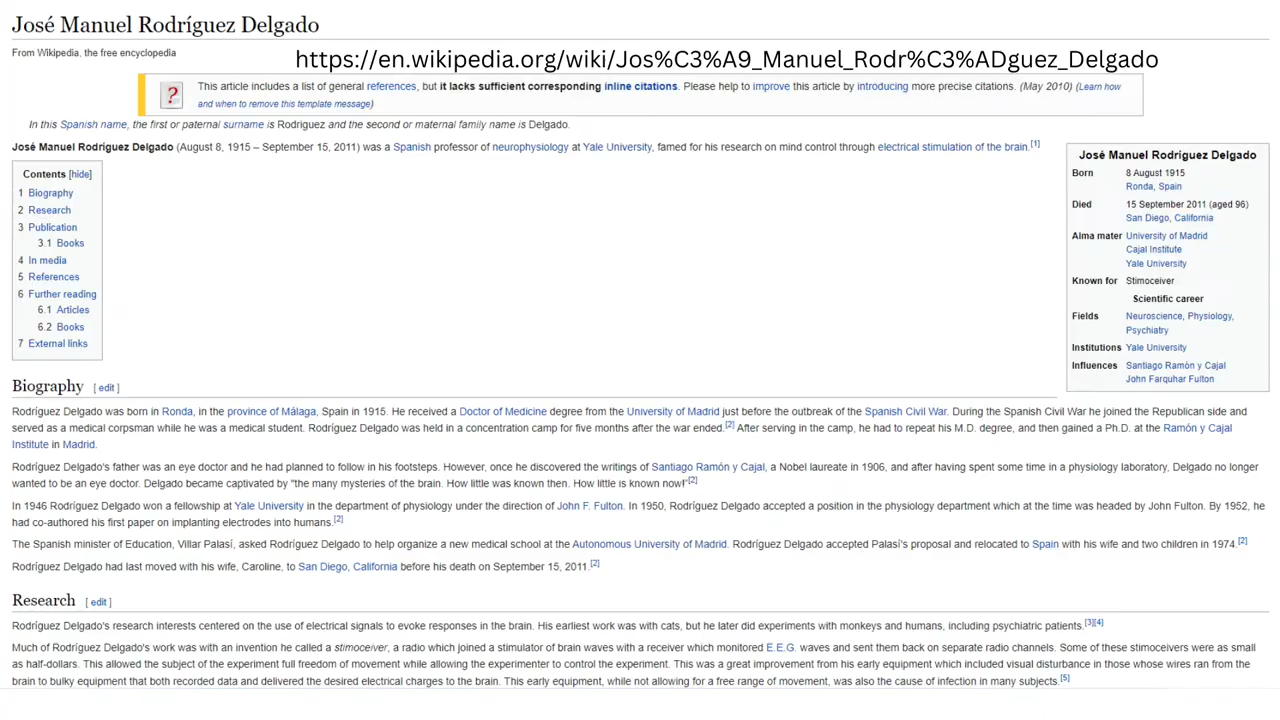 José Manuel Rodríguez Delgado
From Wikipedia, the free encyclopedia
https://en.wikipedia.org/wiki/Jos%C3%A9_Manuel_Rodr%C3%ADguez_Delgado
This article includes a list of general references, but it lacks sufficient corresponding inline citations. Please help to improve this article by introducing more precise citations. (May 2010) (Learn how
and when to remove this template message)
In this Spanish name, the first or paternal surname is Rodriguez and the second or maternal family name is Delgado.
José Manuel Rodríguez Delgado (August 8, 1915 – September 15, 2011) was a Spanish professor of neurophysiology at Yale University, famed for his research on mind control through electrical stimulation of the brain.[1]
Contents [hide]
1 Biography
2 Research
3 Publication
3.1 Books
4 In media
5 References
6 Further reading
6.1 Articles
6.2 Books
7 External links
José Manuel Rodríguez Delgado
Born 8 August 1915
Ronda, Spain
Died 15 September 2011 (aged 96)
San Diego, California
Alma mater University of Madrid
Cajal Institute
Yale University
Known for Stimoceiver
Scientific career
Fields Neuroscience, Physiology,
Psychiatry
Institutions Yale University
Influences Santiago Ramón y Cajal
John Farquhar Fulton
Biography [ edit ]
Rodríguez Delgado was born in Ronda, in the province of Málaga, Spain in 1915. He received a Doctor of Medicine degree from the University of Madrid just before the outbreak of the Spanish Civil War. During the Spanish Civil War he joined the Republican side and
served as a medical corpsman while he was a medical student. Rodríguez Delgado was held in a concentration camp for five months after the war ended.[2] After serving in the camp, he had to repeat his M.D. degree, and then gained a Ph.D. at the Ramón y Cajal
Institute in Madrid.
Rodríguez Delgado's father was an eye doctor and he had planned to follow in his footsteps. However, once he discovered the writings of Santiago Ramón y Cajal, a Nobel laureate in 1906, and after having spent some time in a physiology laboratory, Delgado no longer
wanted to be an eye doctor. Delgado became captivated by "the many mysteries of the brain. How little was known then. How little is known now!"[2]
In 1946 Rodríguez Delgado won a fellowship at Yale University in the department of physiology under the direction of John F. Fulton. In 1950, Rodríguez Delgado accepted a position in the physiology department which at the time was headed by John Fulton. By 1952, he
had co-authored his first paper on implanting electrodes into humans.[2]
The Spanish minister of Education, Villar Palasí, asked Rodríguez Delgado to help organize a new medical school at the Autonomous University of Madrid. Rodríguez Delgado accepted Palasí's proposal and relocated to Spain with his wife and two children in 1974.[2]
Rodríguez Delgado had last moved with his wife, Caroline, to San Diego, California before his death on September 15, 2011.[2]
Research [ edit ]
Rodríguez Delgado's research interests centered on the use of electrical signals to evoke responses in the brain. His earliest work was with cats, but he later did experiments with monkeys and humans, including psychiatric patients.[3][4]
Much of Rodríguez Delgado's work was with an invention he called a stimoceiver, a radio which joined a stimulator of brain waves with a receiver which monitored E.E.G. waves and sent them back on separate radio channels. Some of these stimoceivers were as small
as half-dollars. This allowed the subject of the experiment full freedom of movement while allowing the experimenter to control the experiment. This was a great improvement from his early equipment which included visual disturbance in those whose wires ran from the
brain to bulky equipment that both recorded data and delivered the desired electrical charges to the brain. This early equipment, while not allowing for a free range of movement, was also the cause of infection in many subjects.[5]